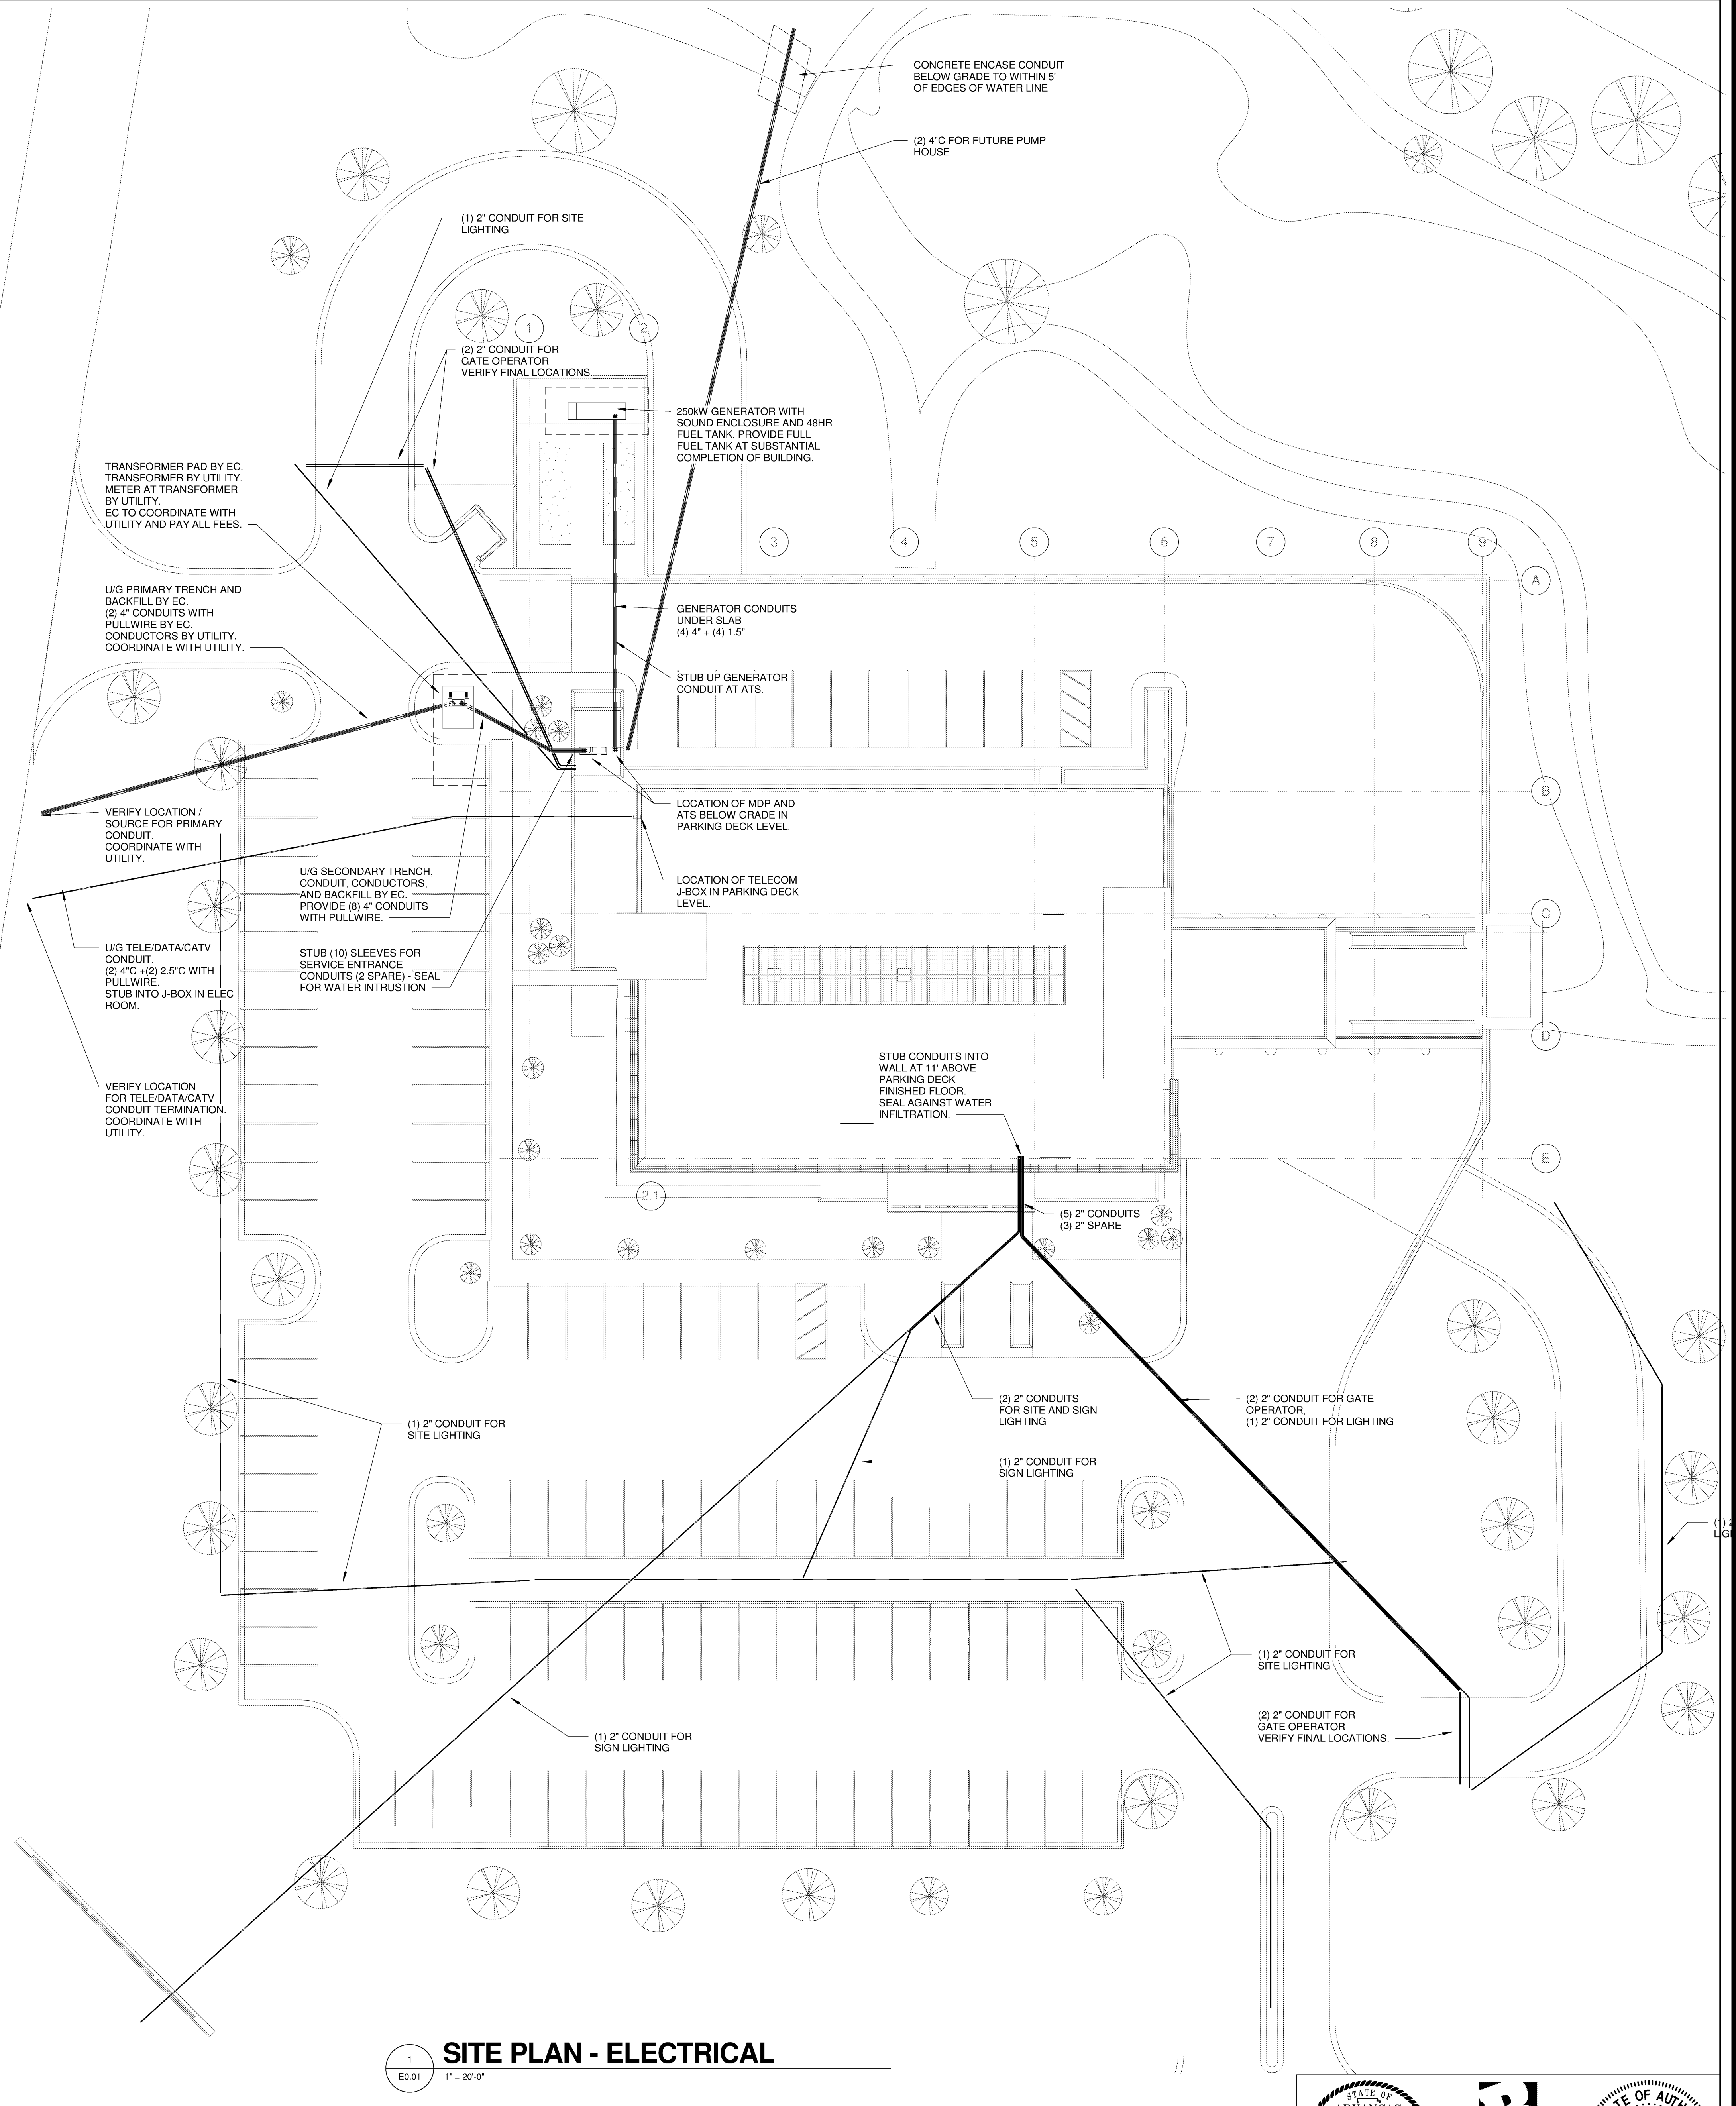 CONCRETE ENCASE CONDUIT
BELOW GRADE TO WITHIN 5'
OF EDGES OF WATER LINE
(2) 4"C FOR FUTURE PUMP
HOUSE
(1) 2" CONDUIT FOR SITE
LIGHTING
1
2
(2) 2" CONDUIT FOR
GATE OPERATOR
VERIFY FINAL LOCATIONS.
250kW GENERATOR WITH
SOUND ENCLOSURE AND 48HR
FUEL TANK. PROVIDE FULL
FUEL TANK AT SUBSTANTIAL
COMPLETION OF BUILDING.
TRANSFORMER PAD BY EC.
TRANSFORMER BY UTILITY.
METER AT TRANSFORMER
BY UTILITY.
EC TO COORDINATE WITH
UTILITY AND PAY ALL FEES.
3
4
5
6
7
8
9
A
U/G PRIMARY TRENCH AND
BACKFILL BY EC.
(2) 4" CONDUITS WITH
PULLWIRE BY EC.
CONDUCTORS BY UTILITY.
COORDINATE WITH UTILITY.
GENERATOR CONDUITS
UNDER SLAB
(4) 4" + (4) 1.5"
STUB UP GENERATOR
CONDUIT AT ATS.
B
VERIFY LOCATION /
SOURCE FOR PRIMARY
CONDUIT.
COORDINATE WITH
UTILITY.
LOCATION OF MDP AND
ATS BELOW GRADE IN
PARKING DECK LEVEL.
U/G SECONDARY TRENCH,
CONDUIT, CONDUCTORS,
AND BACKFILL BY EC.
PROVIDE (8) 4" CONDUITS
WITH PULLWIRE.
LOCATION OF TELECOM
J-BOX IN PARKING DECK
LEVEL.
C
U/G TELE/DATA/CATV
CONDUIT.
(2) 4"C +(2) 2.5"C WITH
PULLWIRE.
STUB INTO J-BOX IN ELEC
ROOM.
STUB (10) SLEEVES FOR
SERVICE ENTRANCE
CONDUITS (2 SPARE) - SEAL
FOR WATER INTRUSTION
D
VERIFY LOCATION
FOR TELE/DATA/CATV
CONDUIT TERMINATION.
COORDINATE WITH
UTILITY.
STUB CONDUITS INTO
WALL AT 11' ABOVE
PARKING DECK
FINISHED FLOOR.
SEAL AGAINST WATER
INFILTRATION.
E
2.1
(5) 2" CONDUITS
(3) 2" SPARE
(1) 2" CONDUIT FOR
SITE LIGHTING
(2) 2" CONDUITS
FOR SITE AND SIGN
LIGHTING
(2) 2" CONDUIT FOR GATE
OPERATOR,
(1) 2" CONDUIT FOR LIGHTING
(1) 2" CONDUIT FOR
SIGN LIGHTING
(1) 2
(1) 2" CONDUIT FOR
SITE LIGHTING
(2) 2" CONDUIT FOR
GATE OPERATOR
VERIFY FINAL LOCATIONS.
(1) 2" CONDUIT FOR
SIGN LIGHTING
1
E0.01
SITE PLAN - ELECTRICAL
1" = 20'-0"
STATE OF